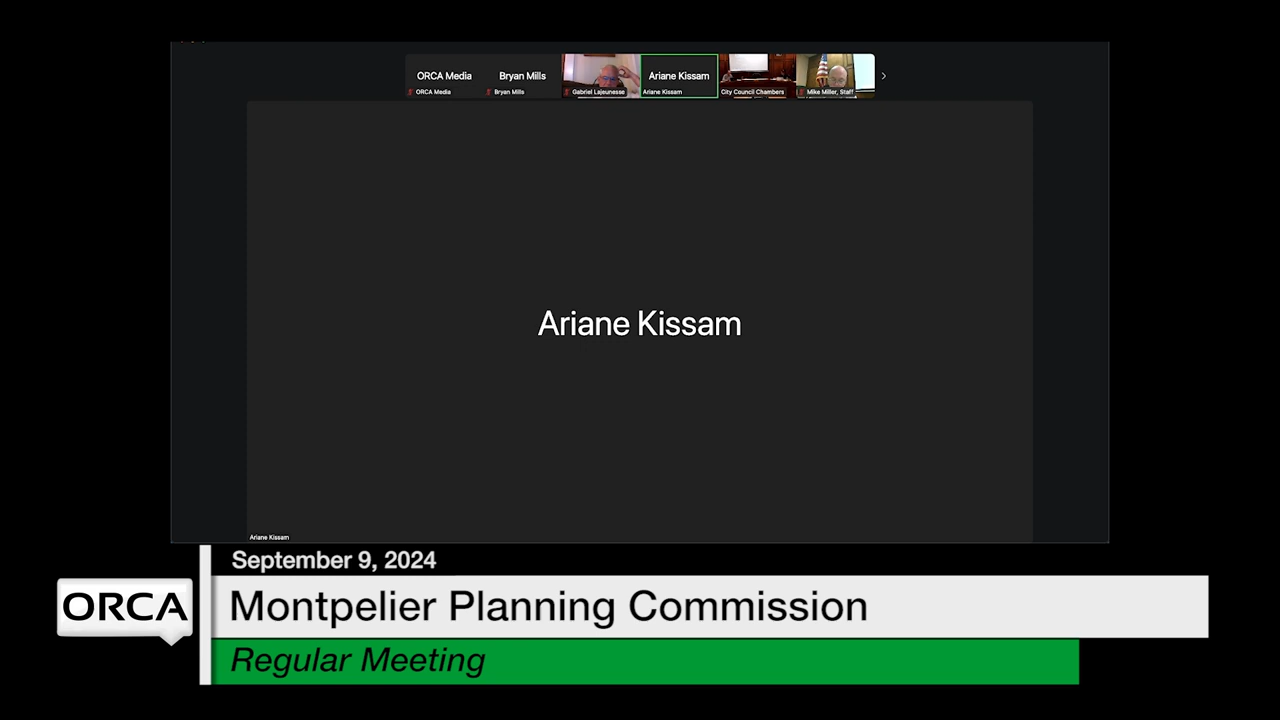 ORCA Media
Bryan Mills
Ariane Kissam
ORCA Media
Bryan Mills
Gabriel Lajeunesse
Ariane Kissam
City Council Chambers
Mike Miller, Staff
Ariane Kissam
Ariane Kissam
September 9, 2024
ORCA
Montpelier Planning Commission
Regular Meeting